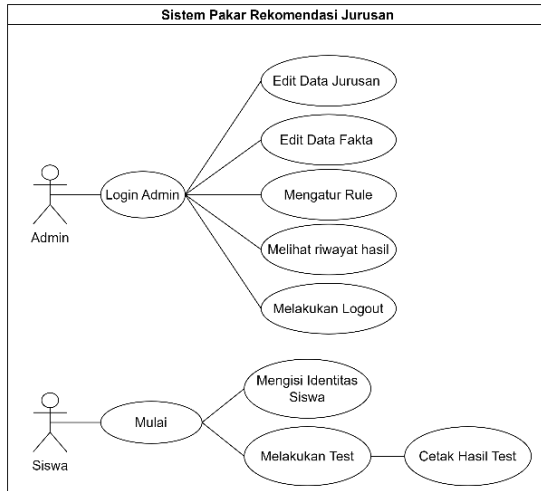 Sistem Pakar Rekomendasi Jurusan
Edit Data Jurusan
Edit Data Fakta
Login Admin
Mengatur Rule
Admin
Melihat riwayat hasil
Melakukan Logout
Mengisi Identitas
Siswa
Mulai
Melakukan Test
Cetak Hasil Test
Siswa